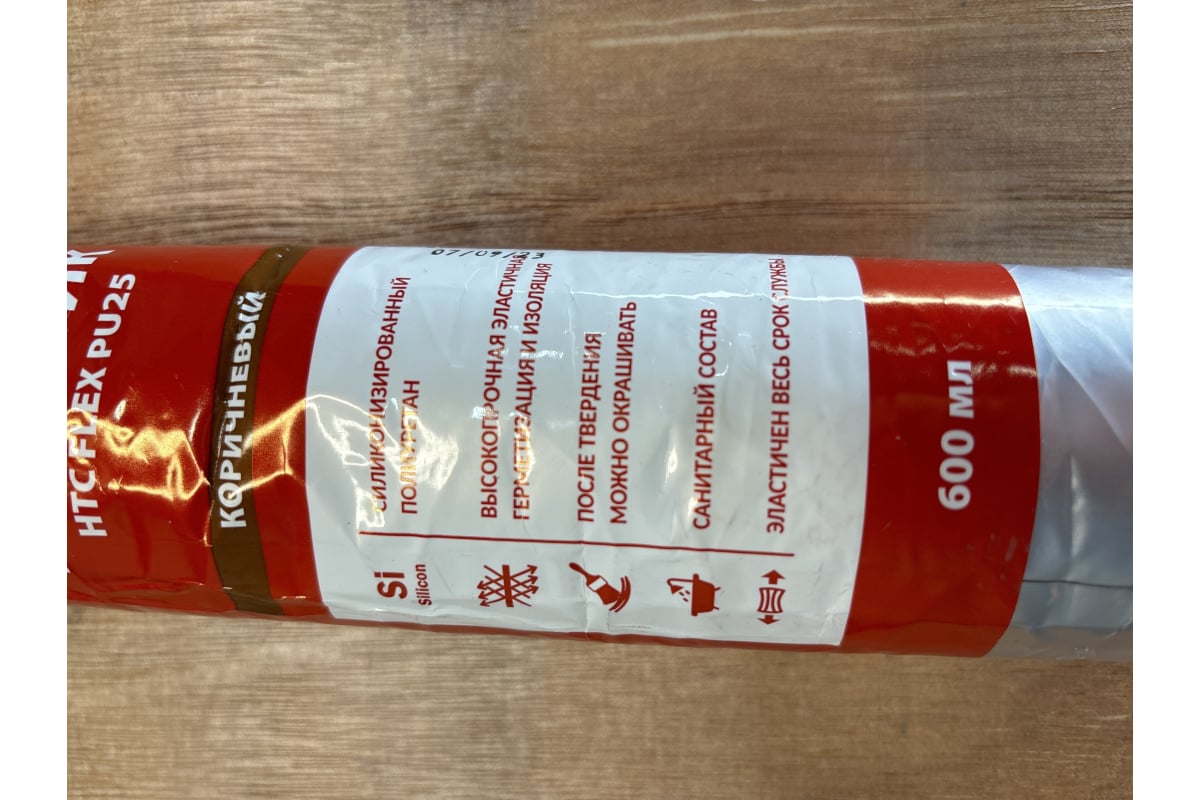 HTC FLEX PU25
КОРИЧНЕВЫЙ
07/09/23
Si
Silicon
СИЛИКОНИЗИРОВАННЫЙ
ПОЛИУРЕТАН
ВЫСОКОПРОЧНАЯ ЭЛАСТИЧНАЯ
ГЕРМЕТИЗАЦИЯ И ИЗОЛЯЦИЯ
ПОСЛЕ ТВЕРДЕНИЯ
МОЖНО ОКРАШИВАТЬ
САНИТАРНЫЙ СОСТАВ
ЭЛАСТИЧЕН ВЕСЬ СРОК СЛУЖБЫ
600 мл